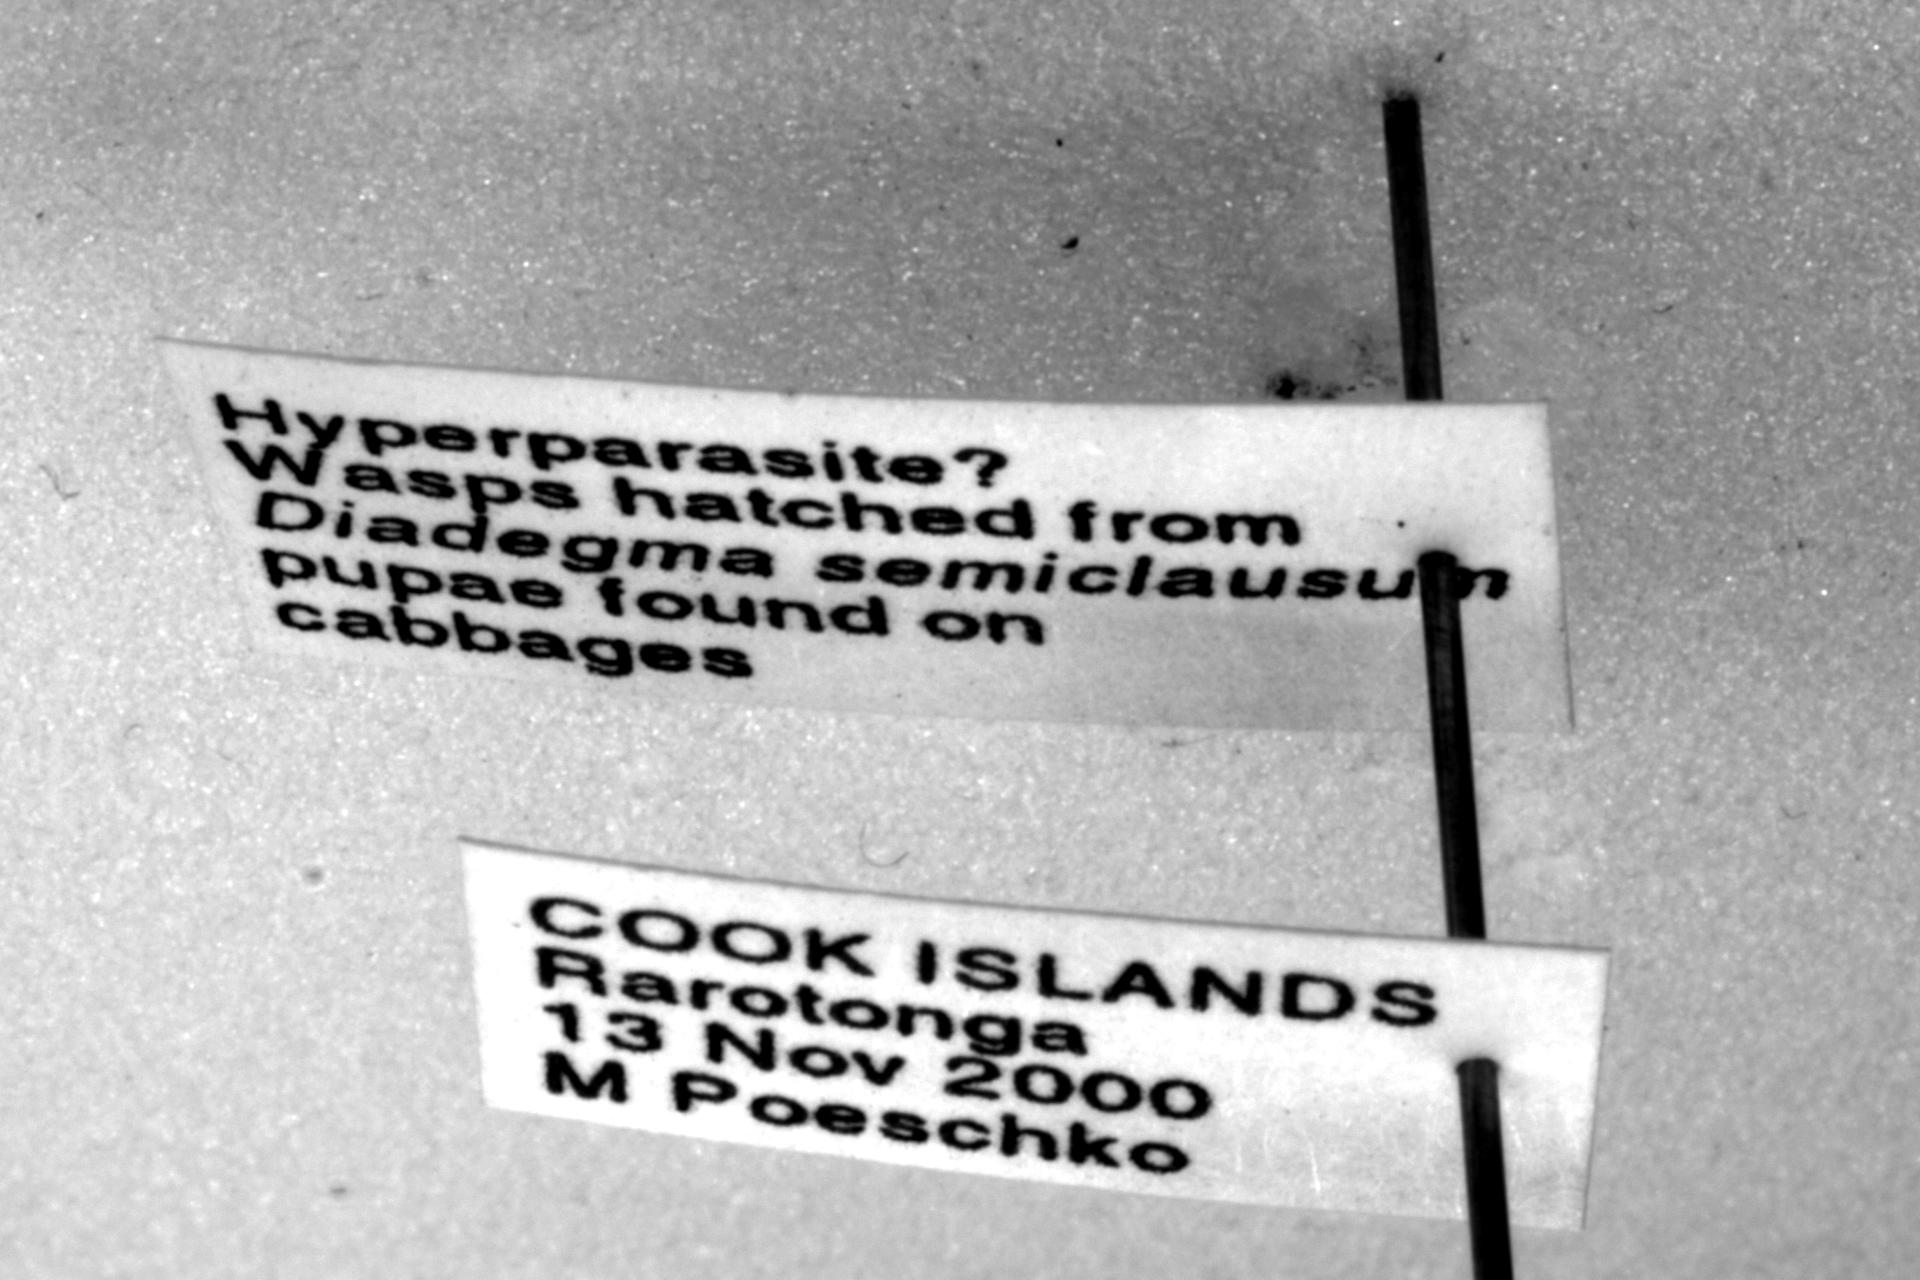 Hyperparasite?
Wasps hatched from
Diadegma semiclausum
pupae found on
cabbages
COOK ISLANDS
Rarotonga
13 Nov 2000
M Poeschko